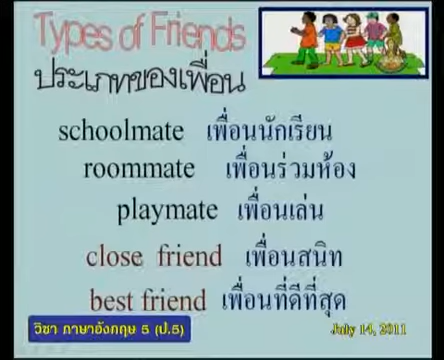 Types of Friends
ประเภทของเพื่อน
schoolmate เพื่อนนักเรียน
roommate เพื่อนร่วมห้อง
playmate เพื่อนเล่น
close friend เพื่อนสนิท
best friend เพื่อนที่ดีที่สุด
วิชา ภาษาอังกฤษ 5 (ป.5)
July 14, 2011